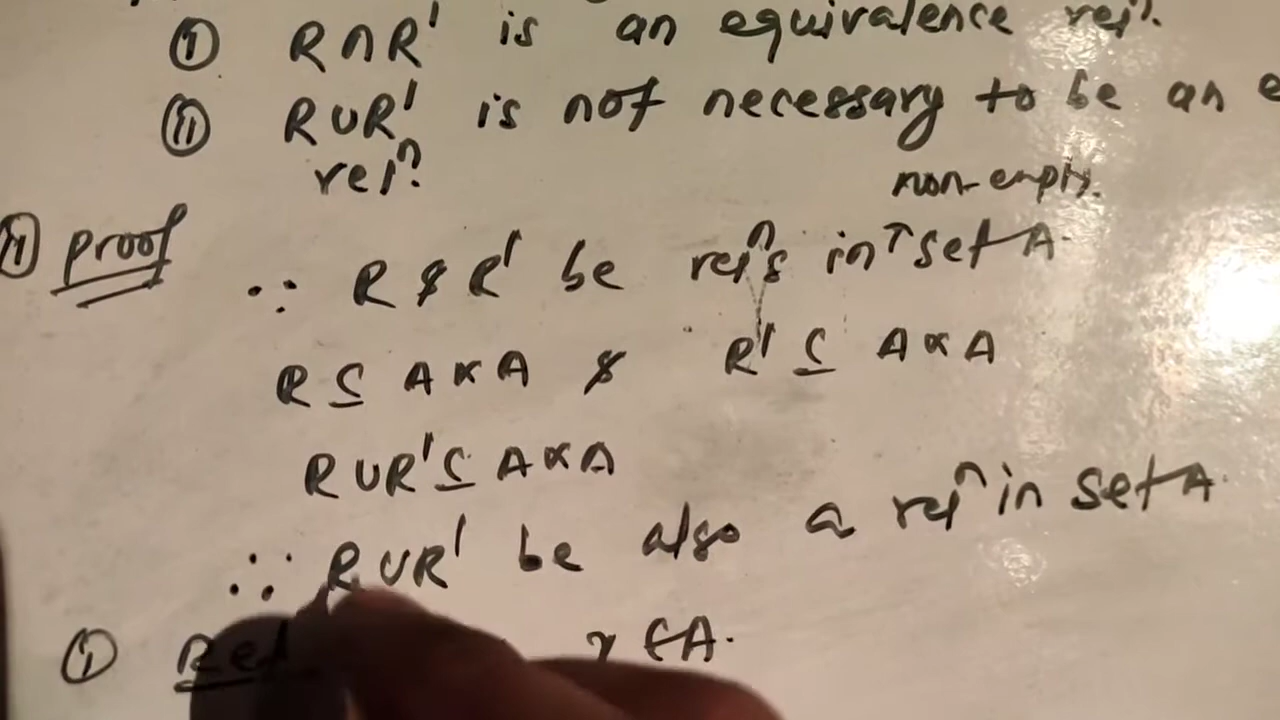 ① R∩R' is an equivalence relⁿ.
② R∪R' is not necessary to be an
relⁿ.
non-empty.
proof
∵ R & R' be relⁿs in set A.
R ⊆ A×A & R' ⊆ A×A
R∪R' ⊆ A×A
∵ R∪R' be also a relⁿ in set A.
① x ∈ A.